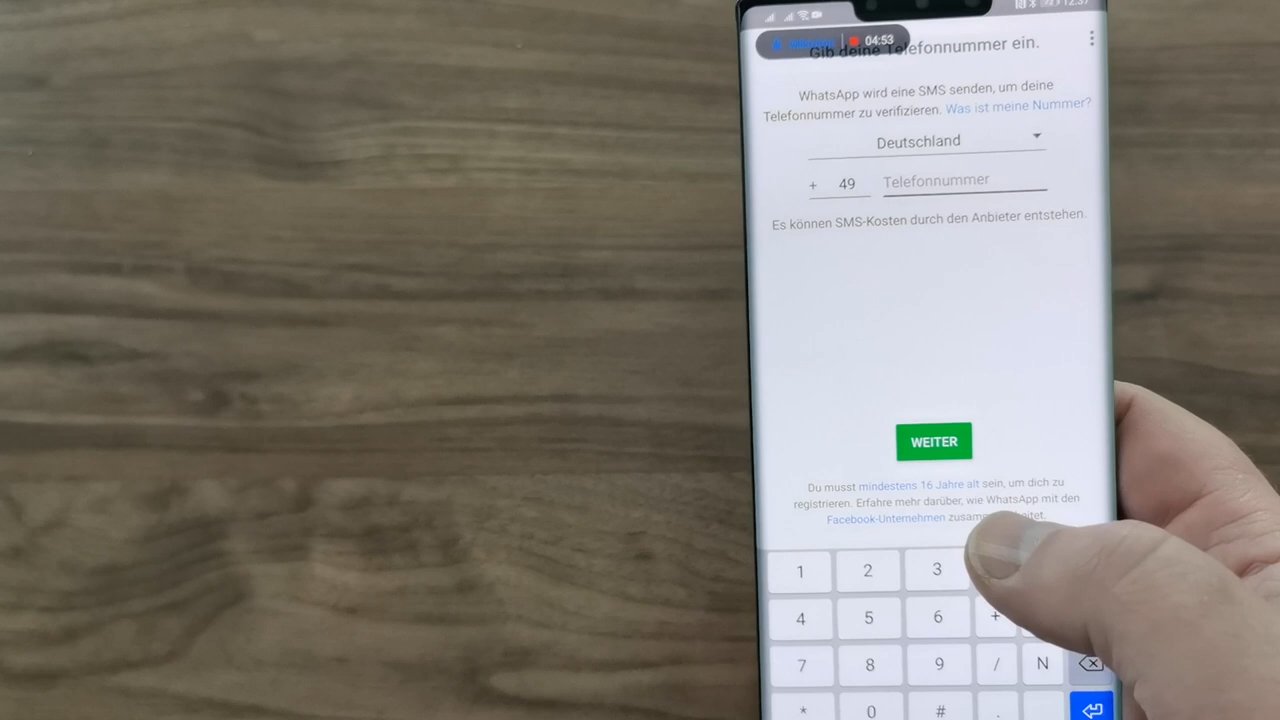 12:37
04:53
Gib deine Telefonnummer ein.
WhatsApp wird eine SMS senden, um deine
Telefonnummer zu verifizieren. Was ist meine Nummer?
Deutschland
+ 49 Telefonnummer
Es können SMS-Kosten durch den Anbieter entstehen.
WEITER
Du musst mindestens 16 Jahre alt sein, um dich zu
registrieren. Erfahre mehr darüber, wie WhatsApp mit den
Facebook-Unternehmen
1 2 3
4 5 6 +
7 8 9 / N
* 0 # .